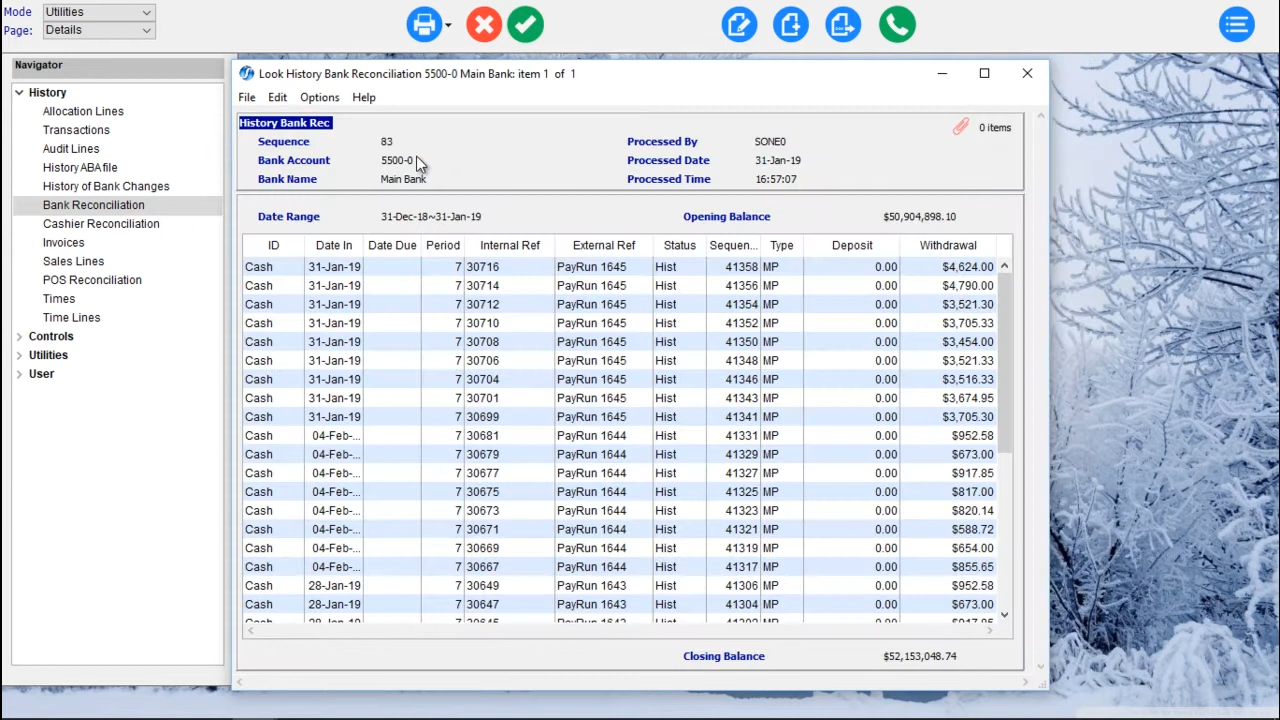 Mode Utilities
Page: Details
Navigator
History
Allocation Lines
Transactions
Audit Lines
History ABA file
History of Bank Changes
Bank Reconciliation
Cashier Reconciliation
Invoices
Sales Lines
POS Reconciliation
Times
Time Lines
Controls
Utilities
User
Look History Bank Reconciliation 5500-0 Main Bank: item 1 of 1
File Edit Options Help
History Bank Rec
0 items
Sequence 83 Processed By SONE0
Bank Account 5500-0 Processed Date 31-Jan-19
Bank Name Main Bank Processed Time 16:57:07
Date Range 31-Dec-18~31-Jan-19 Opening Balance $50,904,898.10
ID Date In Date Due Period Internal Ref External Ref Status Sequen... Type Deposit Withdrawal
Cash 31-Jan-19 7 30716 PayRun 1645 Hist 41358 MP 0.00 $4,624.00
Cash 31-Jan-19 7 30714 PayRun 1645 Hist 41356 MP 0.00 $4,790.00
Cash 31-Jan-19 7 30712 PayRun 1645 Hist 41354 MP 0.00 $3,521.30
Cash 31-Jan-19 7 30710 PayRun 1645 Hist 41352 MP 0.00 $3,705.33
Cash 31-Jan-19 7 30708 PayRun 1645 Hist 41350 MP 0.00 $3,454.00
Cash 31-Jan-19 7 30706 PayRun 1645 Hist 41348 MP 0.00 $3,521.33
Cash 31-Jan-19 7 30704 PayRun 1645 Hist 41346 MP 0.00 $3,516.33
Cash 31-Jan-19 7 30701 PayRun 1645 Hist 41343 MP 0.00 $3,674.95
Cash 31-Jan-19 7 30699 PayRun 1645 Hist 41341 MP 0.00 $3,705.30
Cash 04-Feb-... 7 30681 PayRun 1644 Hist 41331 MP 0.00 $952.58
Cash 04-Feb-... 7 30679 PayRun 1644 Hist 41329 MP 0.00 $673.00
Cash 04-Feb-... 7 30677 PayRun 1644 Hist 41327 MP 0.00 $917.85
Cash 04-Feb-... 7 30675 PayRun 1644 Hist 41325 MP 0.00 $817.00
Cash 04-Feb-... 7 30673 PayRun 1644 Hist 41323 MP 0.00 $820.14
Cash 04-Feb-... 7 30671 PayRun 1644 Hist 41321 MP 0.00 $588.72
Cash 04-Feb-... 7 30669 PayRun 1644 Hist 41319 MP 0.00 $654.00
Cash 04-Feb-... 7 30667 PayRun 1644 Hist 41317 MP 0.00 $855.65
Cash 28-Jan-19 7 30649 PayRun 1643 Hist 41306 MP 0.00 $952.58
Cash 28-Jan-19 7 30647 PayRun 1643 Hist 41304 MP 0.00 $673.00
Closing Balance $52,153,048.74